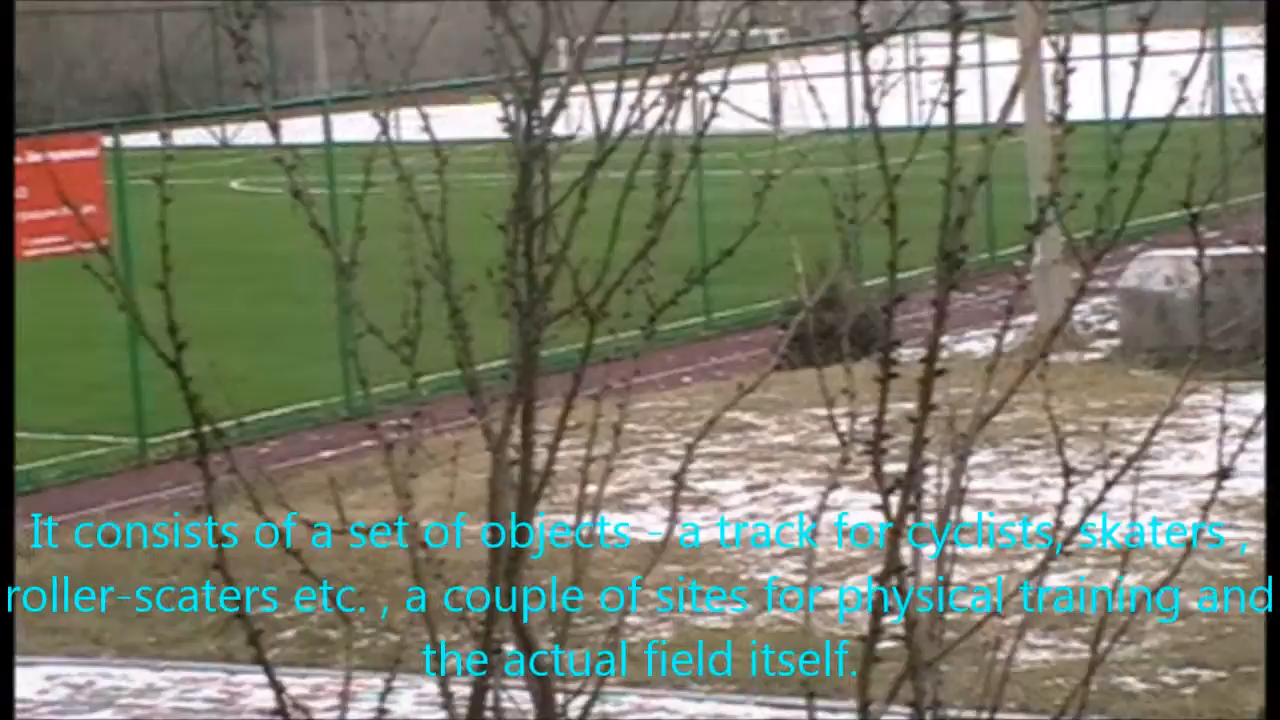 It consists of a set of objects - a track for cyclists, skaters ,
roller-scaters etc. , a couple of sites for physical training and
the actual field itself.